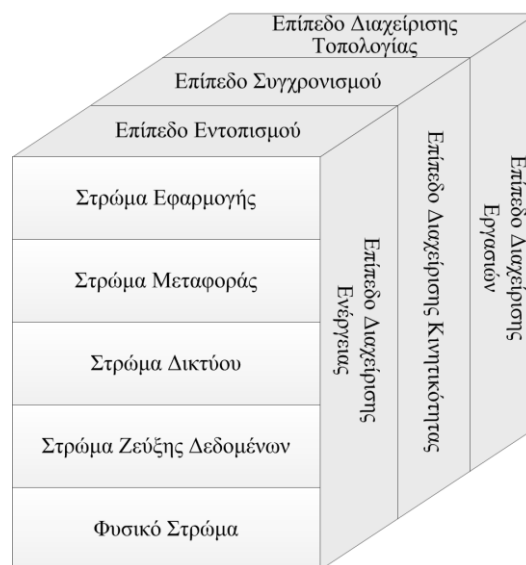 Επίπεδο Διαχείρισης
Τοπολογίας
Επίπεδο Συγχρονισμού
Επίπεδο Εντοπισμού
Στρώμα Εφαρμογής
Στρώμα Μεταφοράς
Στρώμα Δικτύου
Στρώμα Ζεύξης Δεδομένων
Φυσικό Στρώμα
Επίπεδο Διαχείρισης
Ενέργειας
Επίπεδο Διαχείρισης Κινητικότητας
Επίπεδο Διαχείρισης
Εργασιών